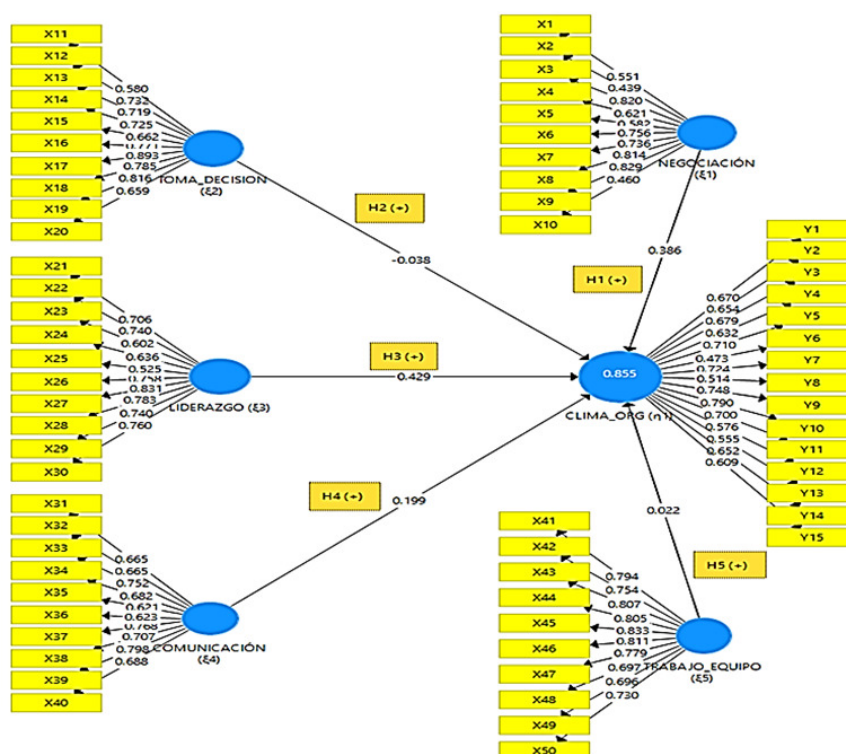 X11
X12
X13
X14
X15
X16
X17
X18
X19
X20
0.580
0.732
0.719
0.725
0.662
0.771
0.893
0.785
0.816
0.659
TOMA_DECISION
(ξ2)
X1
X2
X3
X4
X5
X6
X7
X8
X9
X10
0.551
0.439
0.820
0.621
0.582
0.756
0.736
0.814
0.829
0.460
NEGOCIACIÓN
(ξ1)
H2 (+)
-0.038
H1 (+)
0.386
X21
X22
X23
X24
X25
X26
X27
X28
X29
X30
0.706
0.740
0.602
0.636
0.525
0.758
0.831
0.783
0.740
0.760
LIDERAZGO (ξ3)
H3 (+)
0.429
0.855
CLIMA_ORG (η1)
Y1
Y2
Y3
Y4
Y5
Y6
Y7
Y8
Y9
Y10
Y11
Y12
Y13
Y14
Y15
0.670
0.654
0.679
0.632
0.710
0.473
0.724
0.514
0.748
0.790
0.700
0.576
0.555
0.652
0.609
X31
X32
X33
X34
X35
X36
X37
X38
X39
X40
0.665
0.665
0.752
0.682
0.621
0.623
0.768
0.707
0.798
0.688
COMUNICACIÓN
(ξ4)
H4 (+)
0.199
0.022
H5 (+)
X41
X42
X43
X44
X45
X46
X47
X48
X49
X50
0.794
0.754
0.807
0.805
0.833
0.811
0.779
0.697
0.696
0.730
TRABAJO_EQUIPO
(ξ5)